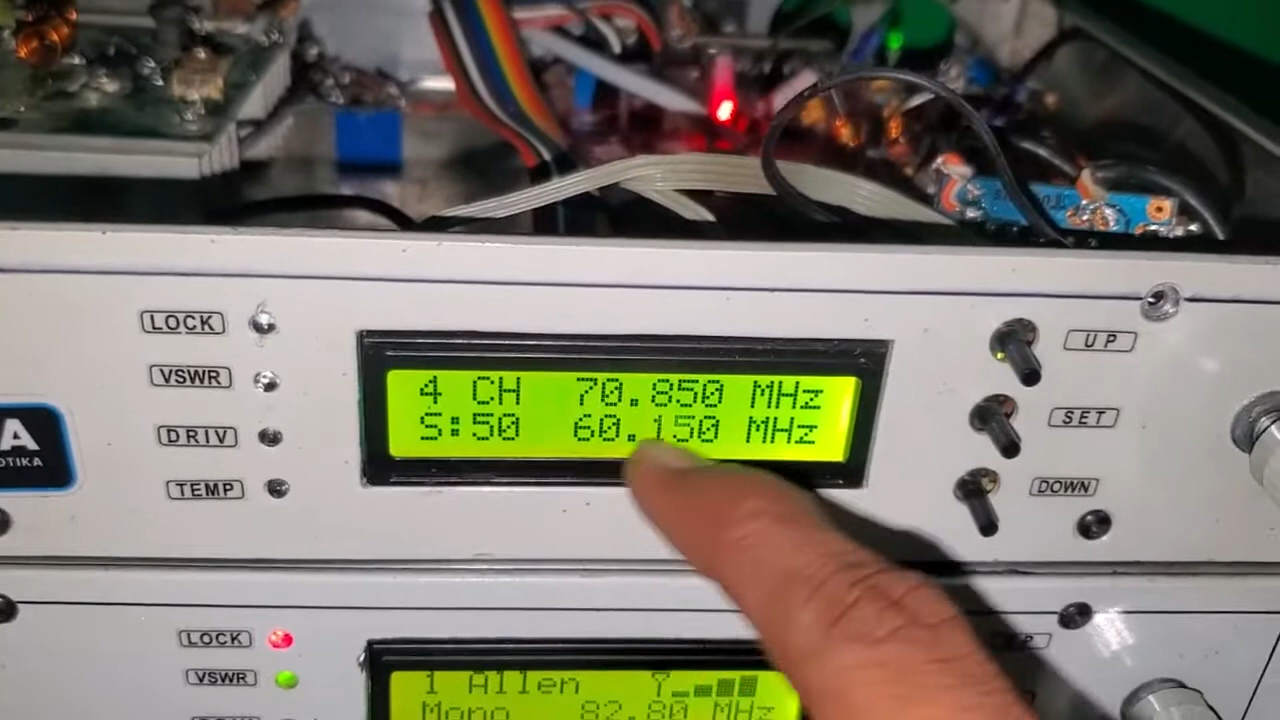 LOCK
VSWR
DRIV
TEMP
A
OTIKA
4 CH 70.850 MHz
S:50 60.150 MHz
UP
SET
DOWN
LOCK
VSWR
1 Allen
Mono 82.80 MHz